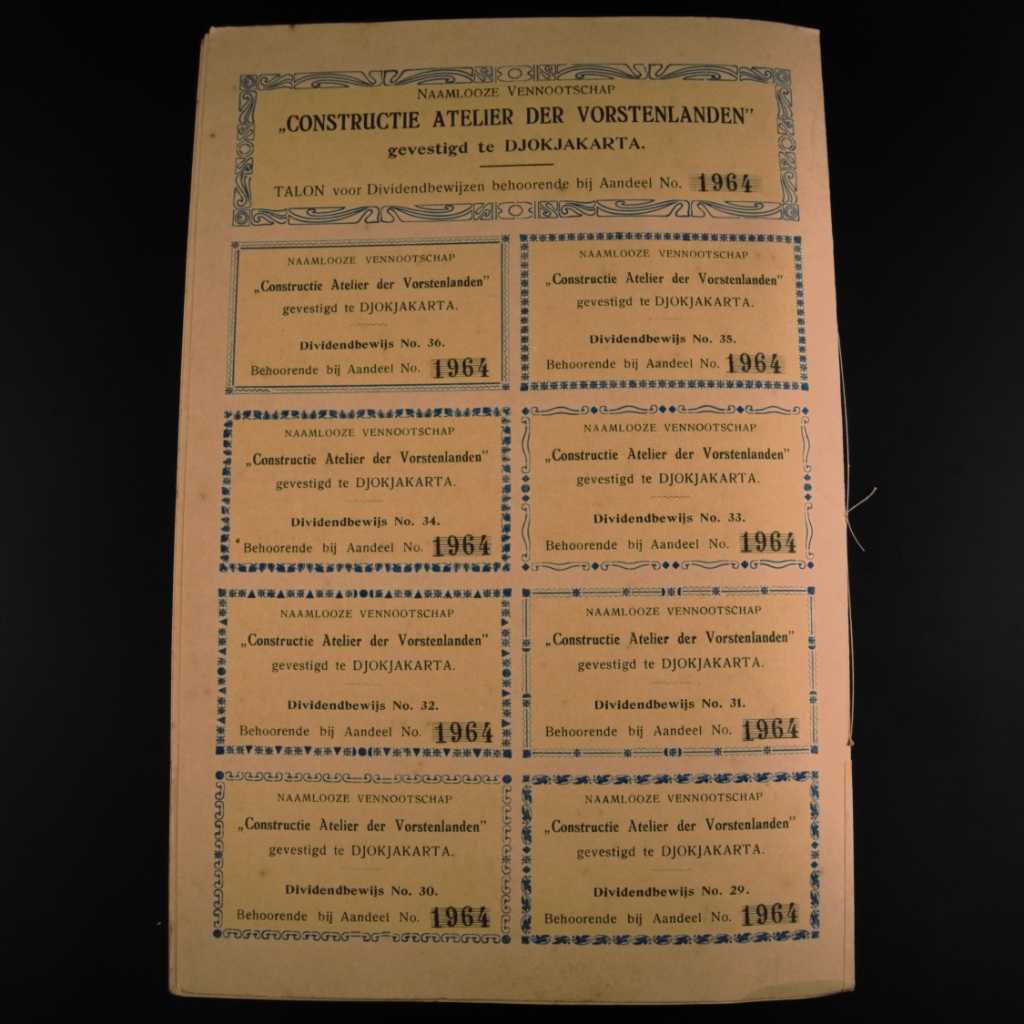 NAAMLOOZE VENNOOTSCHAP
„CONSTRUCTIE ATELIER DER VORSTENLANDEN”
gevestigd te DJOKJAKARTA.
TALON voor Dividendbewijzen behoorende bij Aandeel No. 1964
NAAMLOOZE VENNOOTSCHAP
„Constructie Atelier der Vorstenlanden”
gevestigd te DJOKJAKARTA.
Dividendbewijs No. 36.
Behoorende bij Aandeel No. 1964
NAAMLOOZE VENNOOTSCHAP
„Constructie Atelier der Vorstenlanden”
gevestigd te DJOKJAKARTA.
Dividendbewijs No. 35.
Behoorende bij Aandeel No. 1964
NAAMLOOZE VENNOOTSCHAP
„Constructie Atelier der Vorstenlanden”
gevestigd te DJOKJAKARTA.
Dividendbewijs No. 34.
Behoorende bij Aandeel No. 1964
NAAMLOOZE VENNOOTSCHAP
„Constructie Atelier der Vorstenlanden”
gevestigd te DJOKJAKARTA.
Dividendbewijs No. 33.
Behoorende bij Aandeel No. 1964
NAAMLOOZE VENNOOTSCHAP
„Constructie Atelier der Vorstenlanden”
gevestigd te DJOKJAKARTA.
Dividendbewijs No. 32.
Behoorende bij Aandeel No. 1964
NAAMLOOZE VENNOOTSCHAP
„Constructie Atelier der Vorstenlanden”
gevestigd te DJOKJAKARTA.
Dividendbewijs No. 31.
Behoorende bij Aandeel No. 1964
NAAMLOOZE VENNOOTSCHAP
„Constructie Atelier der Vorstenlanden”
gevestigd te DJOKJAKARTA.
Dividendbewijs No. 30.
Behoorende bij Aandeel No. 1964
NAAMLOOZE VENNOOTSCHAP
„Constructie Atelier der Vorstenlanden”
gevestigd te DJOKJAKARTA.
Dividendbewijs No. 29.
Behoorende bij Aandeel No. 1964